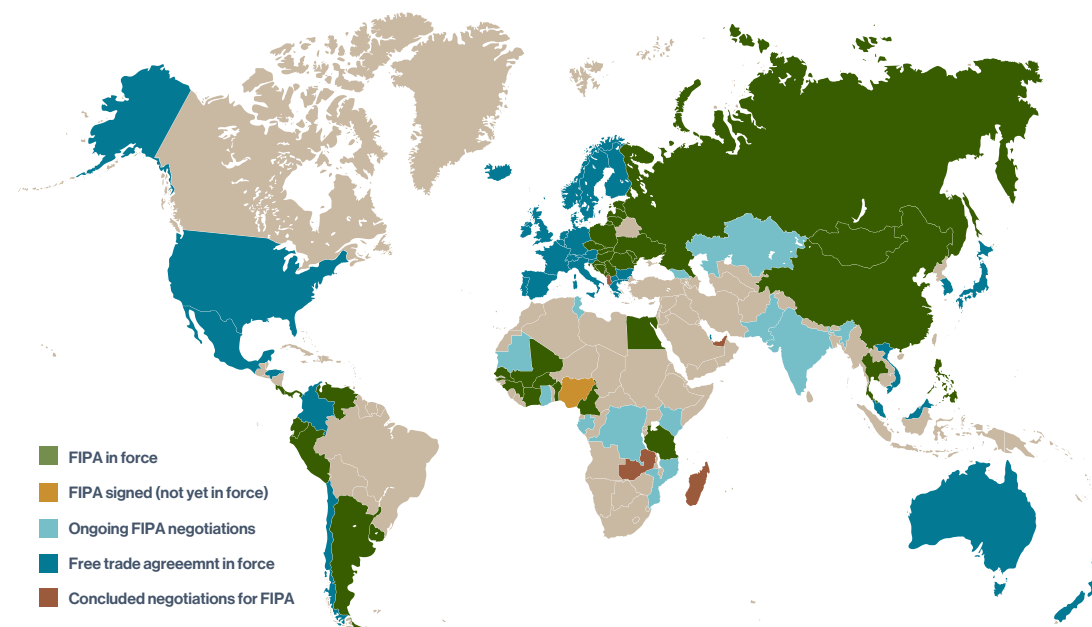 FIPA in force
FIPA signed (not yet in force)
Ongoing FIPA negotiations
Free trade agreeemnt in force
Concluded negotiations for FIPA